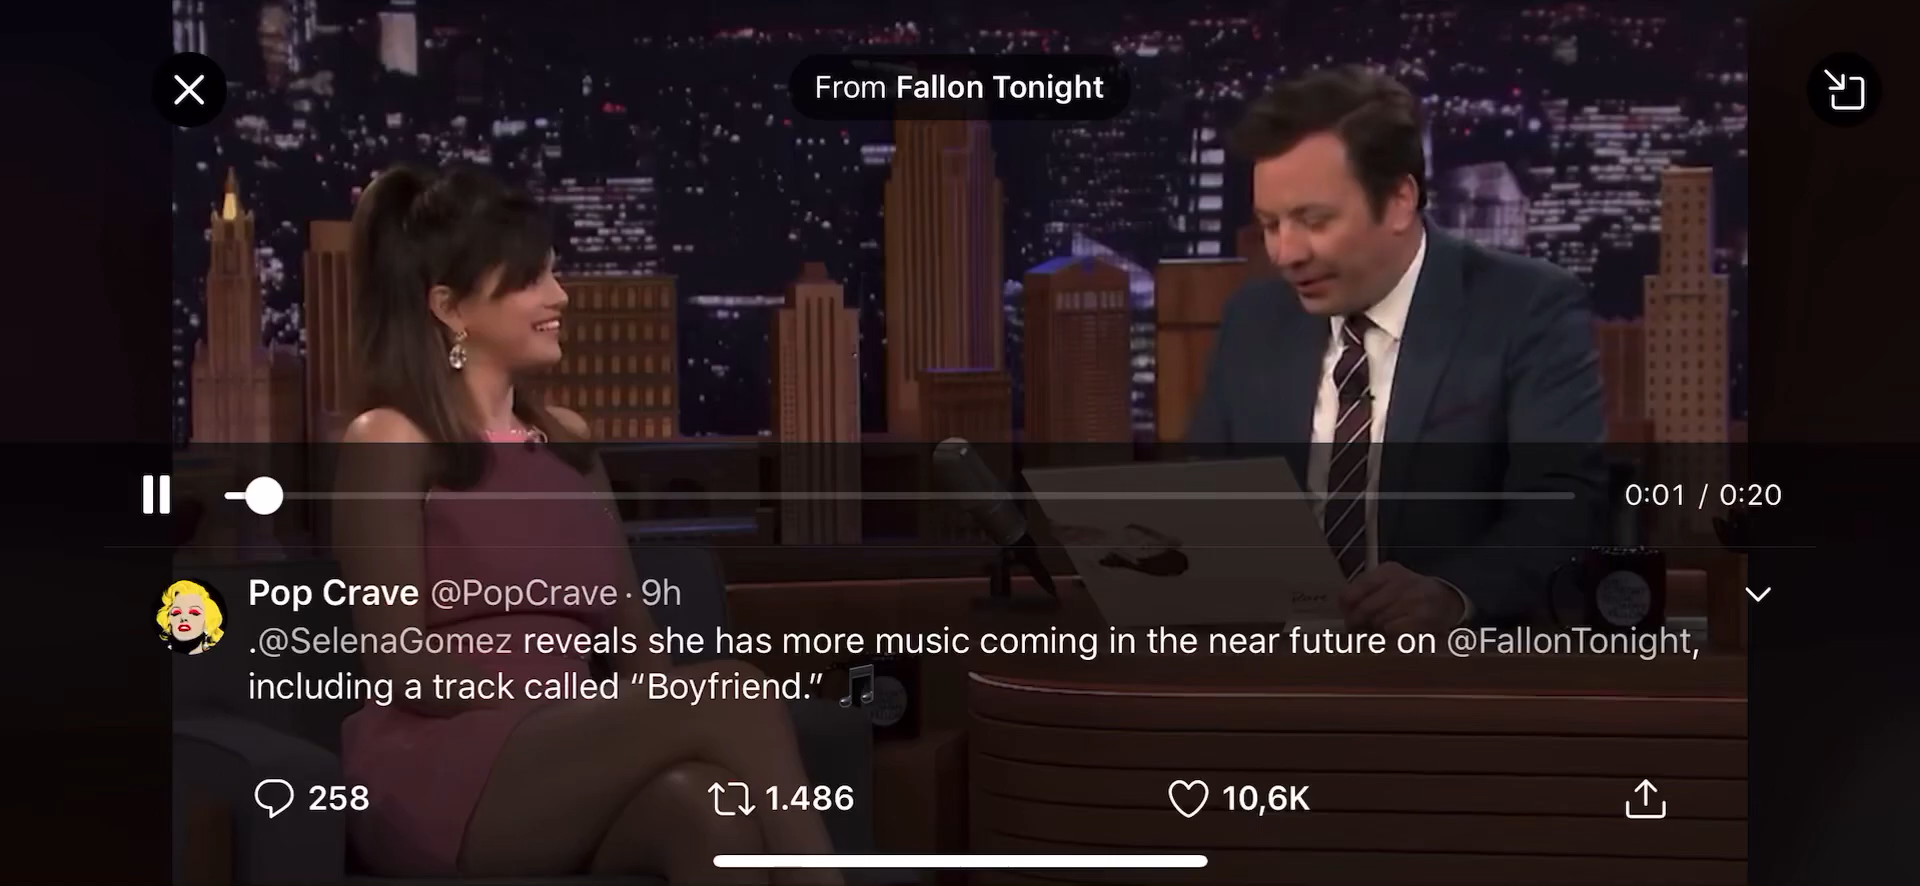 From Fallon Tonight
0:01 / 0:20
Pop Crave @PopCrave · 9h
.@SelenaGomez reveals she has more music coming in the near future on @FallonTonight,
including a track called “Boyfriend.” 🎵
258
1.486
10,6K
Rare